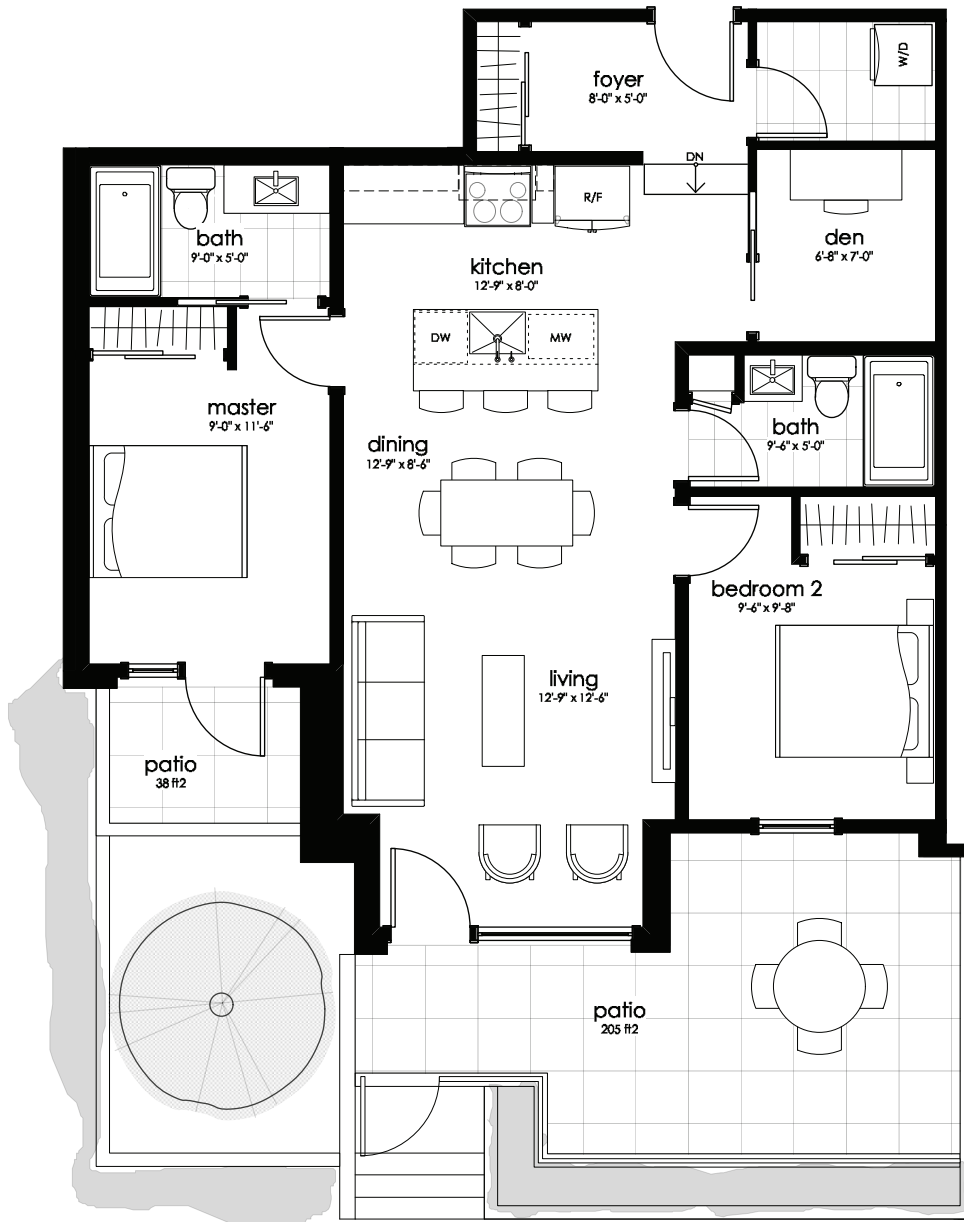 foyer
8'-0" x 5'-0"
W/D
DN
R/F
bath
9'-0" x 5'-0"
kitchen
12'-9" x 8'-0"
den
6'-8" x 7'-0"
DW
MW
master
9'-0" x 11'-6"
dining
12'-9" x 8'-6"
bath
9'-6" x 5'-0"
bedroom 2
9'-6" x 9'-8"
living
12'-9" x 12'-6"
patio
38 ft2
patio
205 ft2